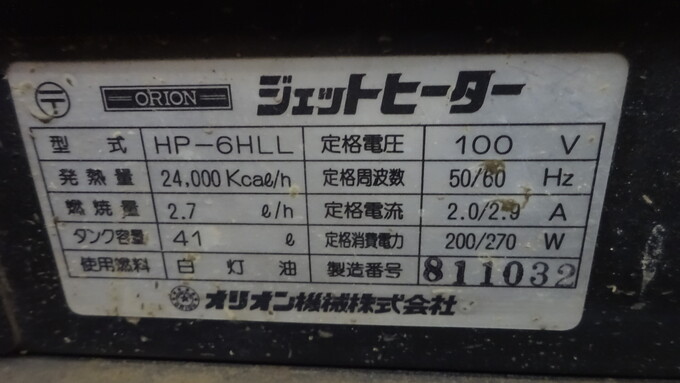 〒 ORION ジェットヒーター
型式 HP-6HLL 定格電圧 100 V
発熱量 24,000 Kcaℓ/h 定格周波数 50/60 Hz
燃焼量 2.7 ℓ/h 定格電流 2.0/2.9 A
タンク容量 41 ℓ 定格消費電力 200/270 W
使用燃料 白灯油 製造番号 811032
オリオン機械株式会社